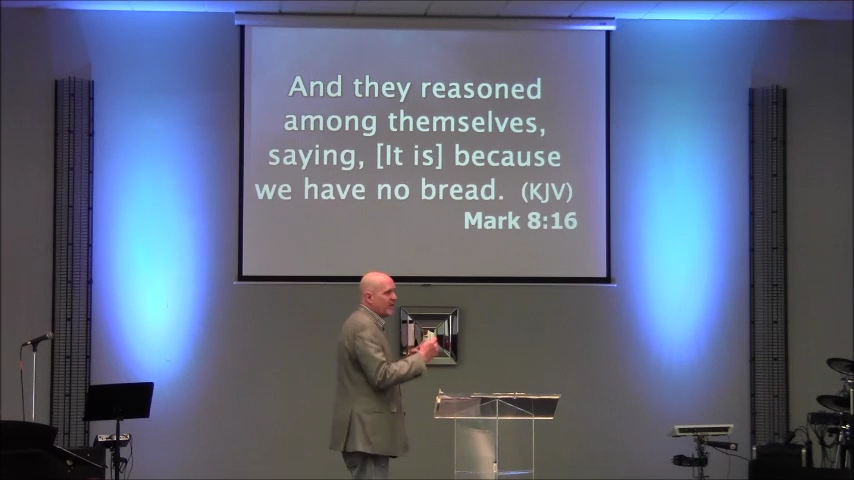 And they reasoned
among themselves,
saying, [It is] because
we have no bread. (KJV)
Mark 8:16